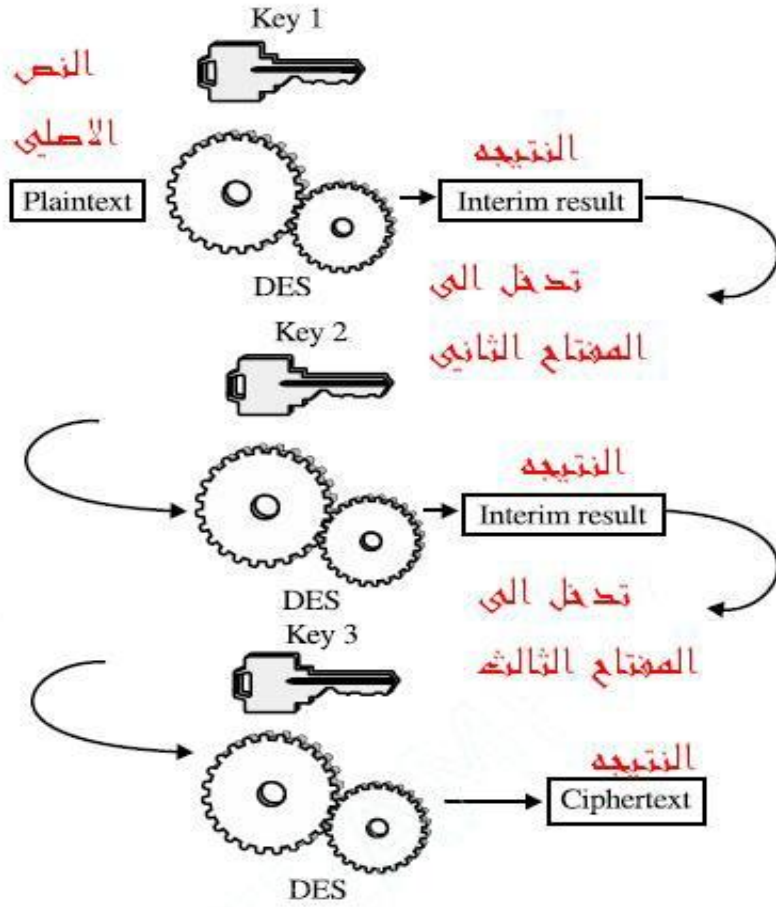 Key 1
النص
الاصلي
Plaintext
النتيجه
Interim result
DES
تدخل الى
Key 2
المفتاح الثاني
النتيجه
Interim result
DES
تدخل الى
Key 3
المفتاح الثالث
النتيجه
Ciphertext
DES